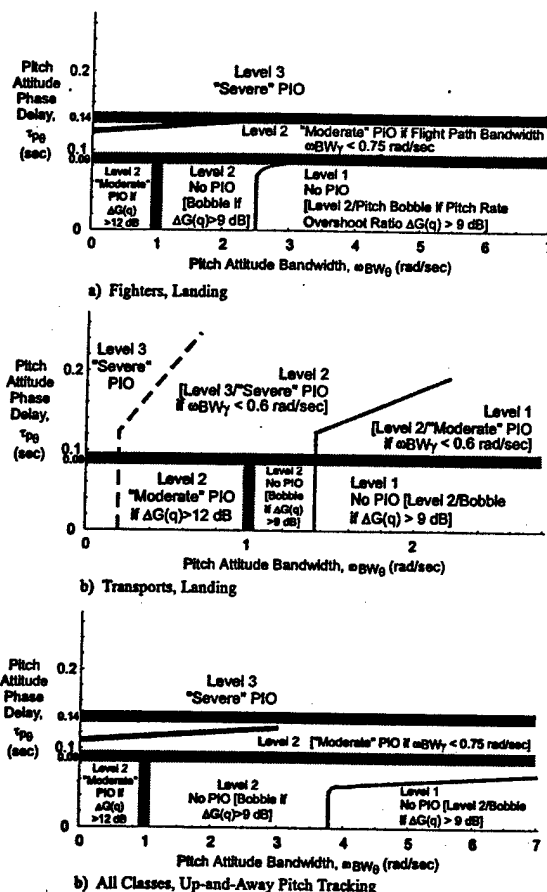 Pitch
Attitude
Phase
Delay,
τpθ
(sec)
0.2
0.14
0.1
0.09
0
Level 3
"Severe" PIO
Level 2 "Moderate" PIO if Flight Path Bandwidth
ωBWγ < 0.75 rad/sec
Level 2
"Moderate"
PIO if
ΔG(q)
>12 dB
Level 2
No PIO
[Bobble if
ΔG(q)>9 dB]
Level 1
No PIO
[Level 2/Pitch Bobble if Pitch Rate
Overshoot Ratio ΔG(q) > 9 dB]
0 1 2 3 4 5 6 7
Pitch Attitude Bandwidth, ωBWθ (rad/sec)
a) Fighters, Landing
Pitch
Attitude
Phase
Delay,
τpθ
(sec)
0.2
0.1
0.09
0
Level 3
"Severe"
PIO
Level 2
[Level 3/"Severe" PIO
if ωBWγ < 0.6 rad/sec]
Level 1
[Level 2/"Moderate" PIO
if ωBWγ < 0.6 rad/sec]
Level 2
"Moderate" PIO
if ΔG(q)>12 dB
Level 2
No PIO
[Bobble
if ΔG(q)
>9 dB]
Level 1
No PIO [Level 2/Bobble
if ΔG(q) > 9 dB]
0 1 2
Pitch Attitude Bandwidth, ωBWθ (rad/sec)
b) Transports, Landing
Pitch
Attitude
Phase
Delay,
τpθ
(sec)
0.2
0.14
0.1
0.09
0
Level 3
"Severe" PIO
Level 2 ["Moderate" PIO if ωBWγ < 0.75 rad/sec]
Level 2
"Moderate"
PIO if
ΔG(q)
>12 dB
Level 2
No PIO [Bobble if
ΔG(q)>9 dB]
Level 1
No PIO [Level 2/Bobble
if ΔG(q) > 9 dB]
0 1 2 3 4 5 6 7
Pitch Attitude Bandwidth, ωBWθ (rad/sec)
b) All Classes, Up-and-Away Pitch Tracking